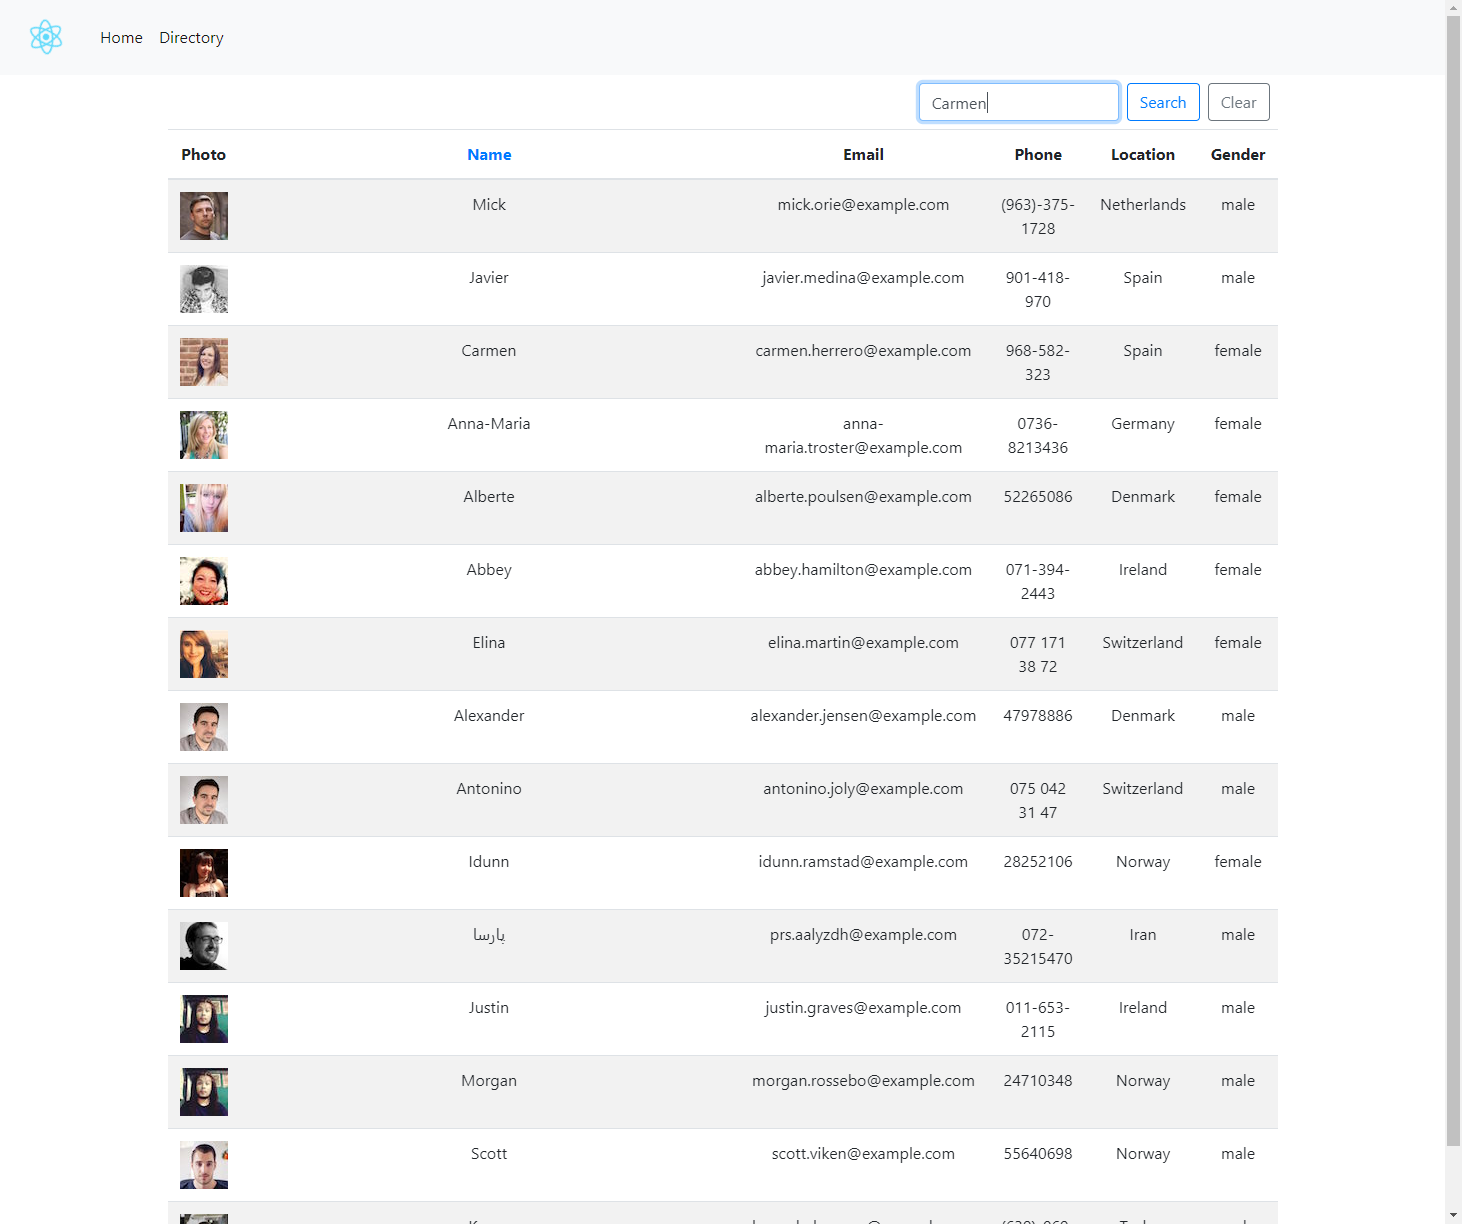 Home Directory
Carmen Search Clear
Photo Name Email Phone Location Gender
Mick mick.orie@example.com (963)-375- Netherlands male
1728
Javier javier.medina@example.com 901-418- Spain male
970
Carmen carmen.herrero@example.com 968-582- Spain female
323
Anna-Maria anna- 0736- Germany female
maria.troster@example.com 8213436
Alberte alberte.poulsen@example.com 52265086 Denmark female
Abbey abbey.hamilton@example.com 071-394- Ireland female
2443
Elina elina.martin@example.com 077 171 Switzerland female
38 72
Alexander alexander.jensen@example.com 47978886 Denmark male
Antonino antonino.joly@example.com 075 042 Switzerland male
31 47
Idunn idunn.ramstad@example.com 28252106 Norway female
پارسا prs.aalyzdh@example.com 072- Iran male
35215470
Justin justin.graves@example.com 011-653- Ireland male
2115
Morgan morgan.rossebo@example.com 24710348 Norway male
Scott scott.viken@example.com 55640698 Norway male